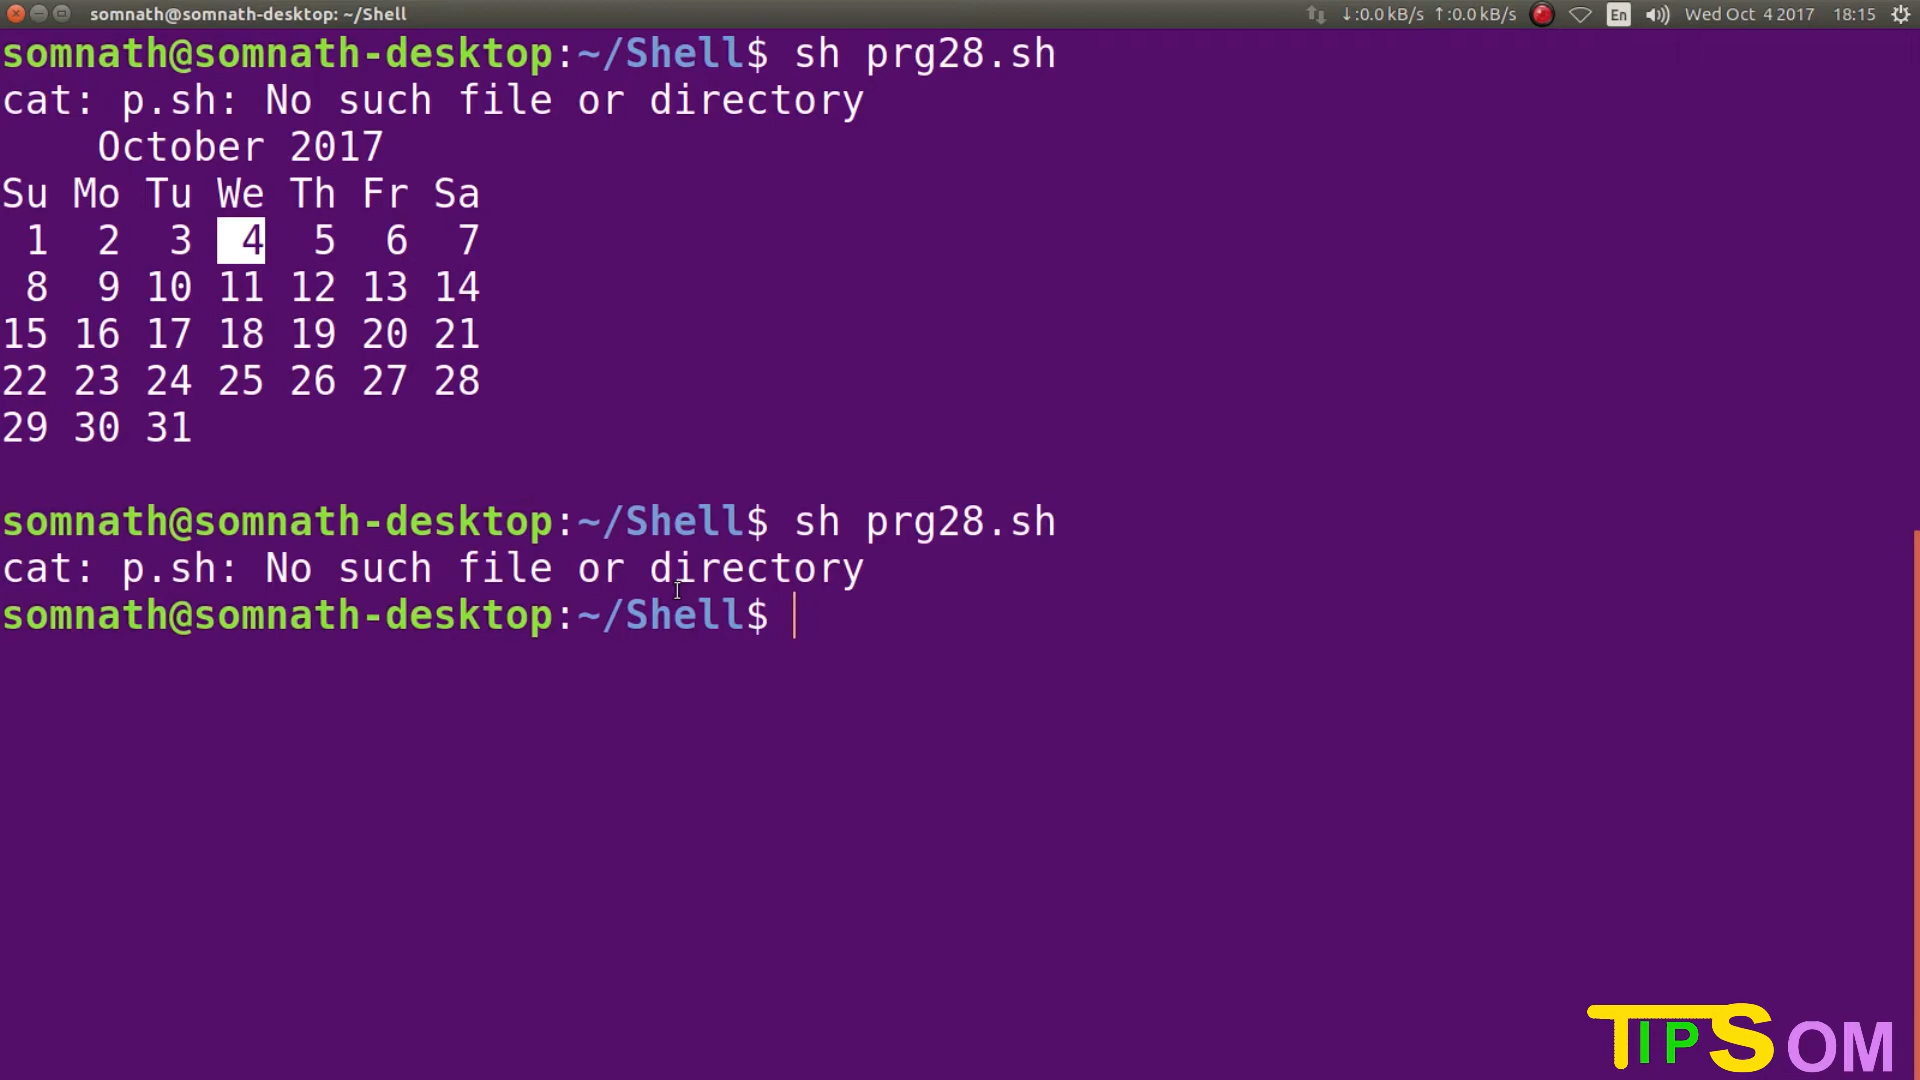 somnath@somnath-desktop: ~/Shell
↓:0.0 kB/s ↑:0.0 kB/s En Wed Oct 4 2017 18:15
somnath@somnath-desktop:~/Shell$ sh prg28.sh
cat: p.sh: No such file or directory
October 2017
Su Mo Tu We Th Fr Sa
1 2 3 4 5 6 7
8 9 10 11 12 13 14
15 16 17 18 19 20 21
22 23 24 25 26 27 28
29 30 31
somnath@somnath-desktop:~/Shell$ sh prg28.sh
cat: p.sh: No such file or directory
somnath@somnath-desktop:~/Shell$
TIPSOM